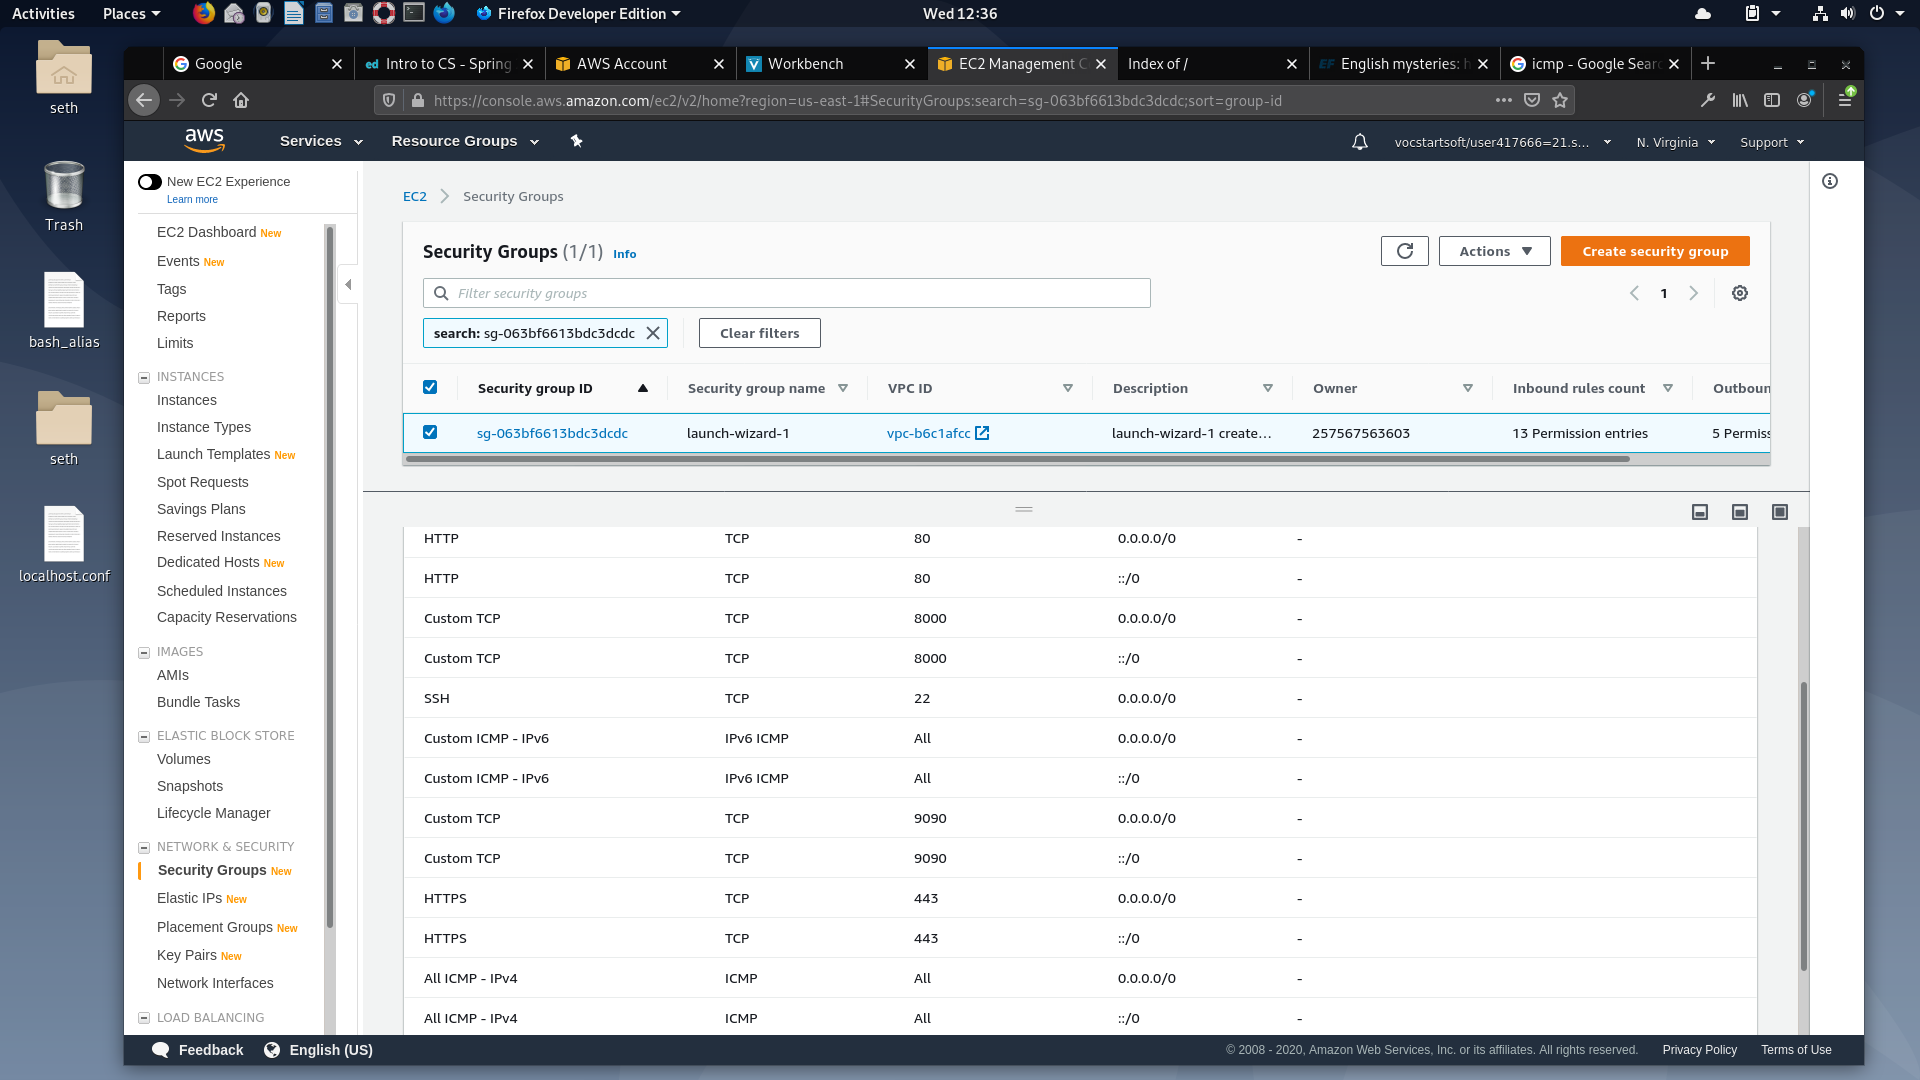 Activities Places Firefox Developer Edition Wed 12:36
seth
Trash
bash_alias
seth
localhost.conf
Google Intro to CS - Spring AWS Account Workbench EC2 Management C Index of / English mysteries: h icmp - Google Searc
https://console.aws.amazon.com/ec2/v2/home?region=us-east-1#SecurityGroups:search=sg-063bf6613bdc3dcdc;sort=group-id
aws Services Resource Groups vocstartsoft/user417666=21.s... N. Virginia Support
New EC2 Experience
Learn more
EC2 Dashboard New
Events New
Tags
Reports
Limits
INSTANCES
Instances
Instance Types
Launch Templates New
Spot Requests
Savings Plans
Reserved Instances
Dedicated Hosts New
Scheduled Instances
Capacity Reservations
IMAGES
AMIs
Bundle Tasks
ELASTIC BLOCK STORE
Volumes
Snapshots
Lifecycle Manager
NETWORK & SECURITY
Security Groups New
Elastic IPs New
Placement Groups New
Key Pairs New
Network Interfaces
LOAD BALANCING
EC2 Security Groups
Security Groups (1/1) Info Actions Create security group
Filter security groups 1
search: sg-063bf6613bdc3dcdc Clear filters
Security group ID Security group name VPC ID Description Owner Inbound rules count Outboun
sg-063bf6613bdc3dcdc launch-wizard-1 vpc-b6c1afcc launch-wizard-1 create... 257567563603 13 Permission entries 5 Permiss
HTTP TCP 80 0.0.0.0/0 -
HTTP TCP 80 ::/0 -
Custom TCP TCP 8000 0.0.0.0/0 -
Custom TCP TCP 8000 ::/0 -
SSH TCP 22 0.0.0.0/0 -
Custom ICMP - IPv6 IPv6 ICMP All 0.0.0.0/0 -
Custom ICMP - IPv6 IPv6 ICMP All ::/0 -
Custom TCP TCP 9090 0.0.0.0/0 -
Custom TCP TCP 9090 ::/0 -
HTTPS TCP 443 0.0.0.0/0 -
HTTPS TCP 443 ::/0 -
All ICMP - IPv4 ICMP All 0.0.0.0/0 -
All ICMP - IPv4 ICMP All ::/0 -
Feedback English (US) © 2008 - 2020, Amazon Web Services, Inc. or its affiliates. All rights reserved. Privacy Policy Terms of Use